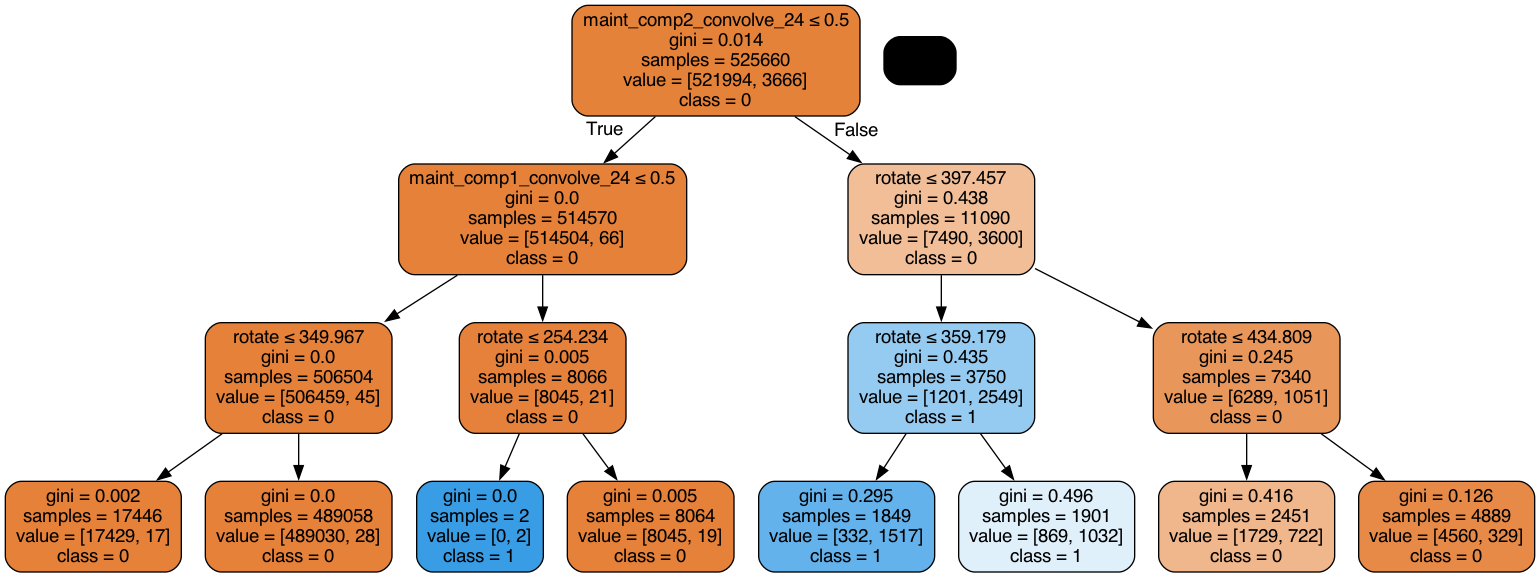 maint_comp2_convolve_24 ≤ 0.5
gini = 0.014
samples = 525660
value = [521994, 3666]
class = 0
True
False
maint_comp1_convolve_24 ≤ 0.5
gini = 0.0
samples = 514570
value = [514504, 66]
class = 0
rotate ≤ 397.457
gini = 0.438
samples = 11090
value = [7490, 3600]
class = 0
rotate ≤ 349.967
gini = 0.0
samples = 506504
value = [506459, 45]
class = 0
rotate ≤ 254.234
gini = 0.005
samples = 8066
value = [8045, 21]
class = 0
rotate ≤ 359.179
gini = 0.435
samples = 3750
value = [1201, 2549]
class = 1
rotate ≤ 434.809
gini = 0.245
samples = 7340
value = [6289, 1051]
class = 0
gini = 0.002
samples = 17446
value = [17429, 17]
class = 0
gini = 0.0
samples = 489058
value = [489030, 28]
class = 0
gini = 0.0
samples = 2
value = [0, 2]
class = 1
gini = 0.005
samples = 8064
value = [8045, 19]
class = 0
gini = 0.295
samples = 1849
value = [332, 1517]
class = 1
gini = 0.496
samples = 1901
value = [869, 1032]
class = 1
gini = 0.416
samples = 2451
value = [1729, 722]
class = 0
gini = 0.126
samples = 4889
value = [4560, 329]
class = 0